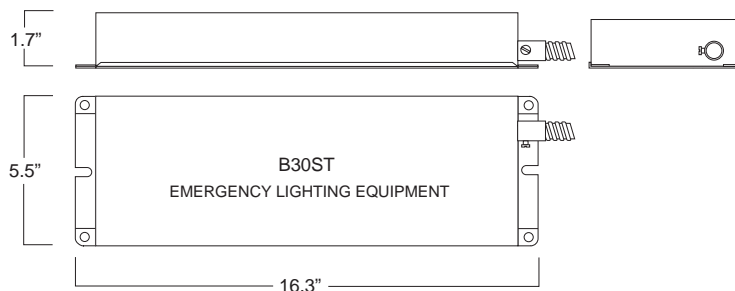 1.7”
B30ST
5.5”
EMERGENCY LIGHTING EQUIPMENT
16.3”